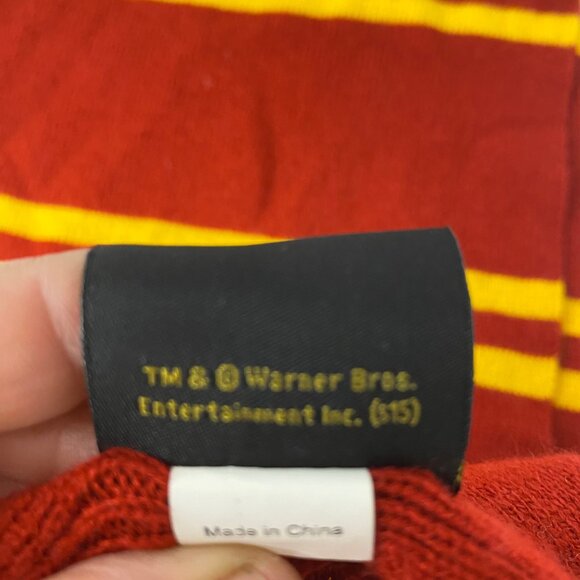 TM & © Warner Bros.
Entertainment Inc. (s15)
Made in China